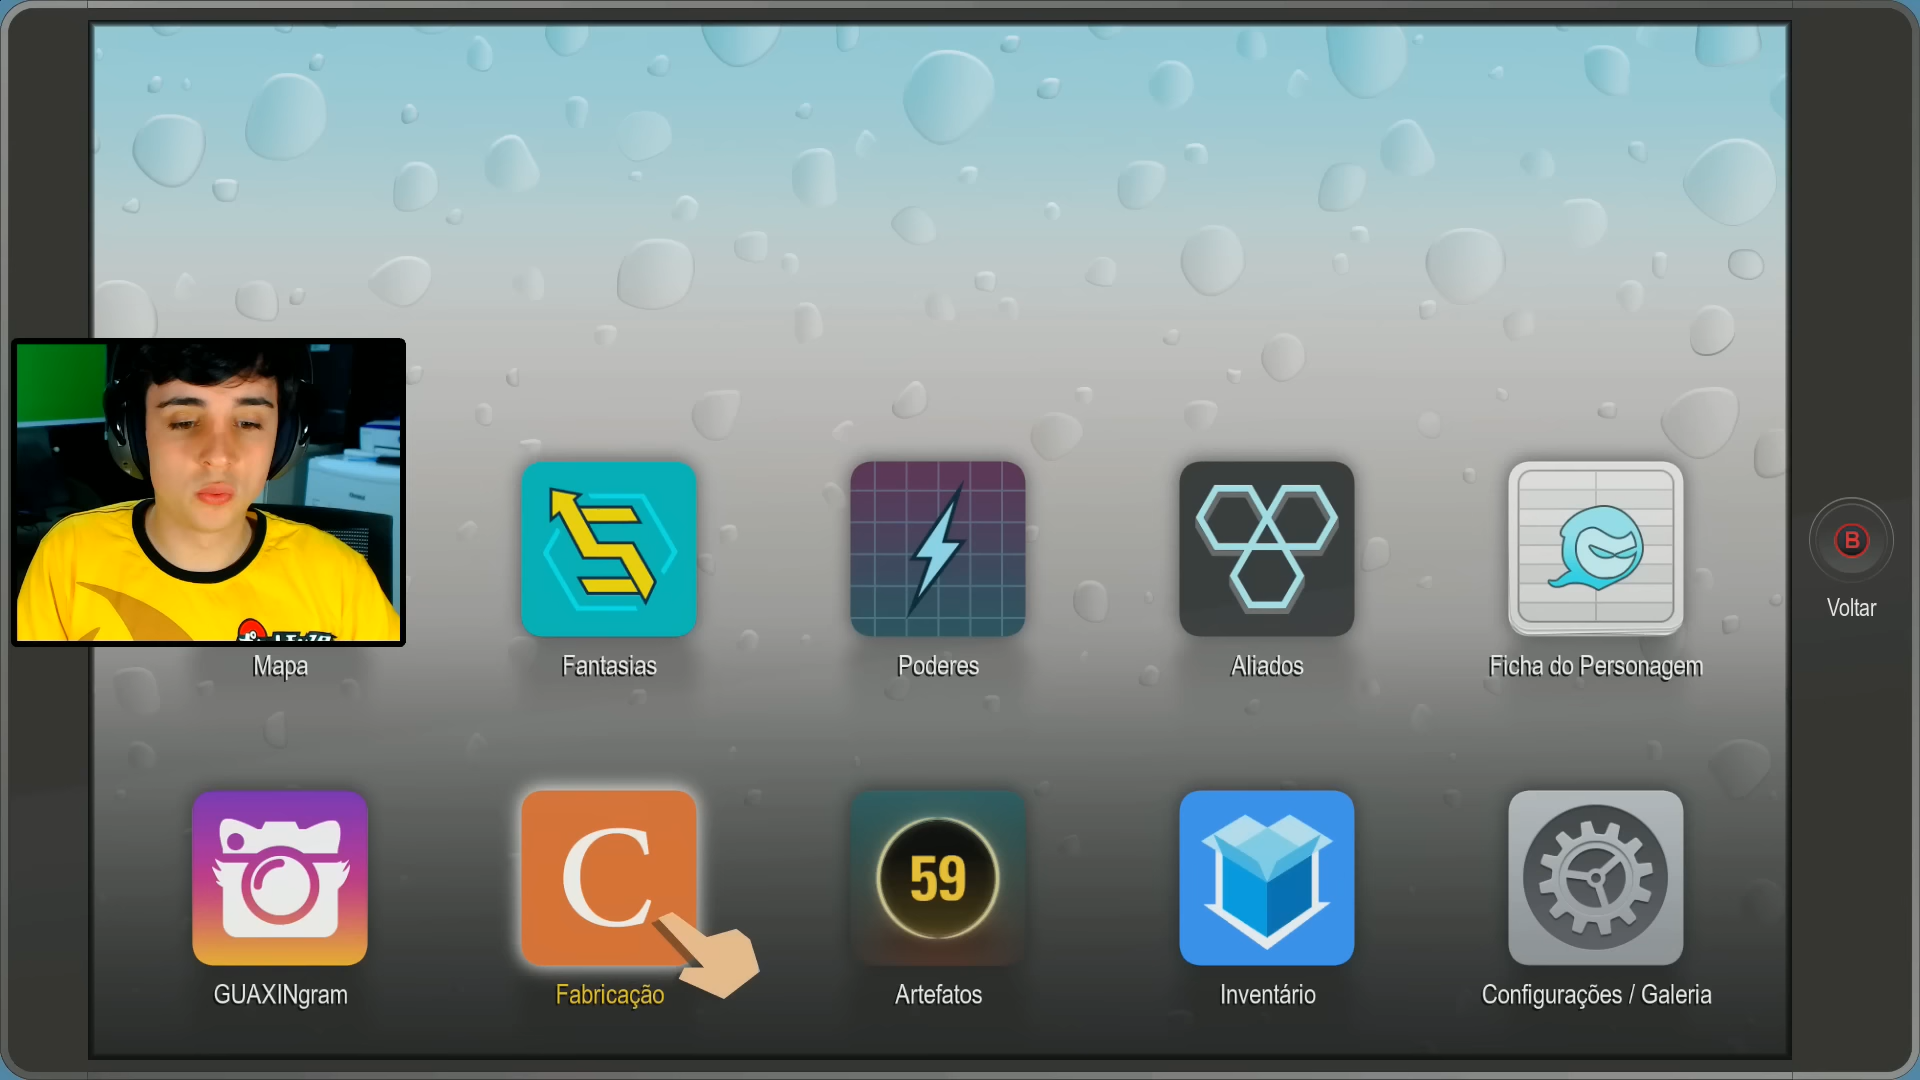 Mapa
Fantasias
Poderes
Aliados
Ficha do Personagem
B
Voltar
C
59
GUAXINgram
Fabricação
Artefatos
Inventário
Configurações / Galeria